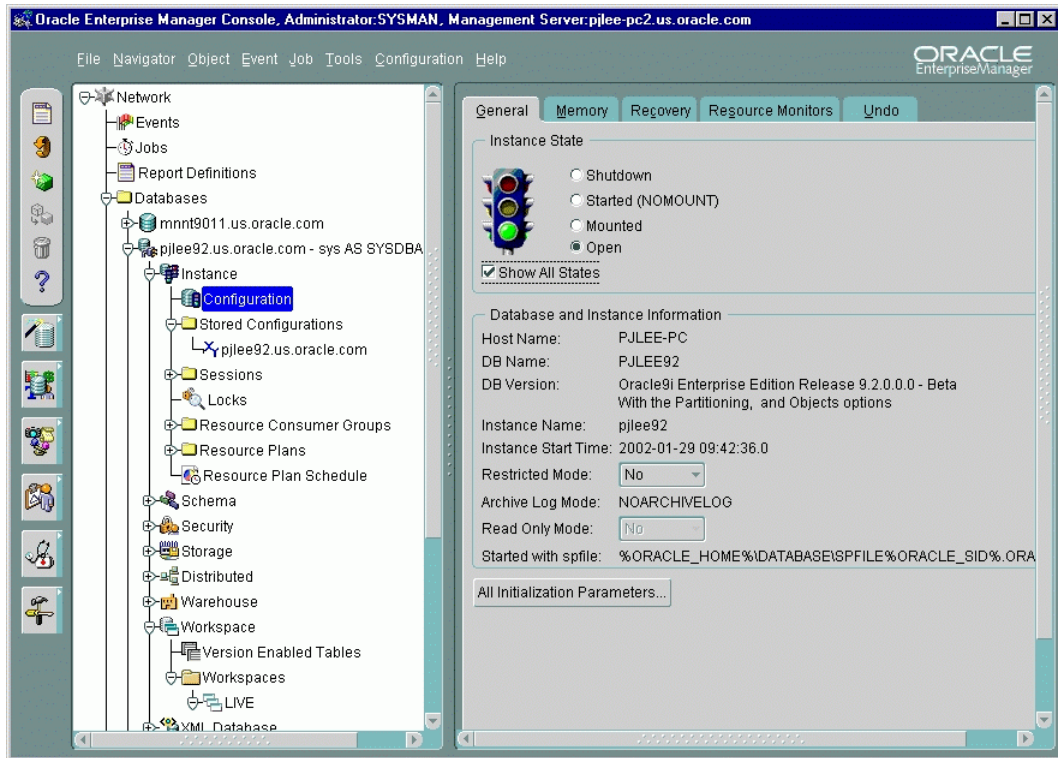 Oracle Enterprise Manager Console, Administrator:SYSMAN, Management Server:pjlee-pc2.us.oracle.com
File Navigator Object Event Job Tools Configuration Help
ORACLE
EnterpriseManager
Network
Events
Jobs
Report Definitions
Databases
mnnt9011.us.oracle.com
pjlee92.us.oracle.com - sys AS SYSDBA
Instance
Configuration
Stored Configurations
pjlee92.us.oracle.com
Sessions
Locks
Resource Consumer Groups
Resource Plans
Resource Plan Schedule
Schema
Security
Storage
Distributed
Warehouse
Workspace
Version Enabled Tables
Workspaces
LIVE
XML Database
General Memory Recovery Resource Monitors Undo
Instance State
Shutdown
Started (NOMOUNT)
Mounted
Open
Show All States
Database and Instance Information
Host Name: PJLEE-PC
DB Name: PJLEE92
DB Version: Oracle9i Enterprise Edition Release 9.2.0.0.0 - Beta
With the Partitioning, and Objects options
Instance Name: pjlee92
Instance Start Time: 2002-01-29 09:42:36.0
Restricted Mode: No
Archive Log Mode: NOARCHIVELOG
Read Only Mode: No
Started with spfile: %ORACLE_HOME%\DATABASE\SPFILE%ORACLE_SID%.ORA
All Initialization Parameters...